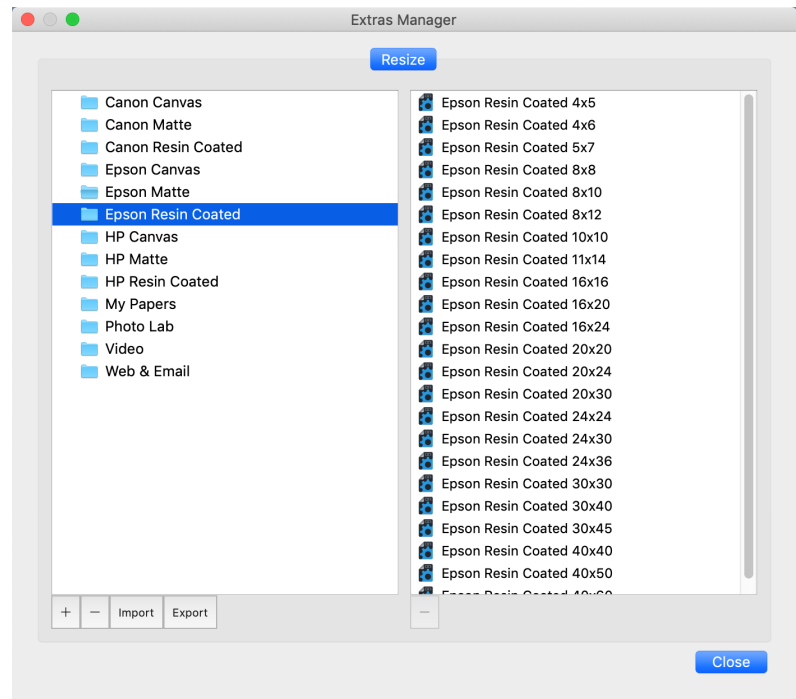 Extras Manager
Resize
Canon Canvas
Canon Matte
Canon Resin Coated
Epson Canvas
Epson Matte
Epson Resin Coated
HP Canvas
HP Matte
HP Resin Coated
My Papers
Photo Lab
Video
Web & Email
Epson Resin Coated 4x5
Epson Resin Coated 4x6
Epson Resin Coated 5x7
Epson Resin Coated 8x8
Epson Resin Coated 8x10
Epson Resin Coated 8x12
Epson Resin Coated 10x10
Epson Resin Coated 11x14
Epson Resin Coated 16x16
Epson Resin Coated 16x20
Epson Resin Coated 16x24
Epson Resin Coated 20x20
Epson Resin Coated 20x24
Epson Resin Coated 20x30
Epson Resin Coated 24x24
Epson Resin Coated 24x30
Epson Resin Coated 24x36
Epson Resin Coated 30x30
Epson Resin Coated 30x40
Epson Resin Coated 30x45
Epson Resin Coated 40x40
Epson Resin Coated 40x50
Epson Resin Coated 40x60
+ − Import Export
−
Close